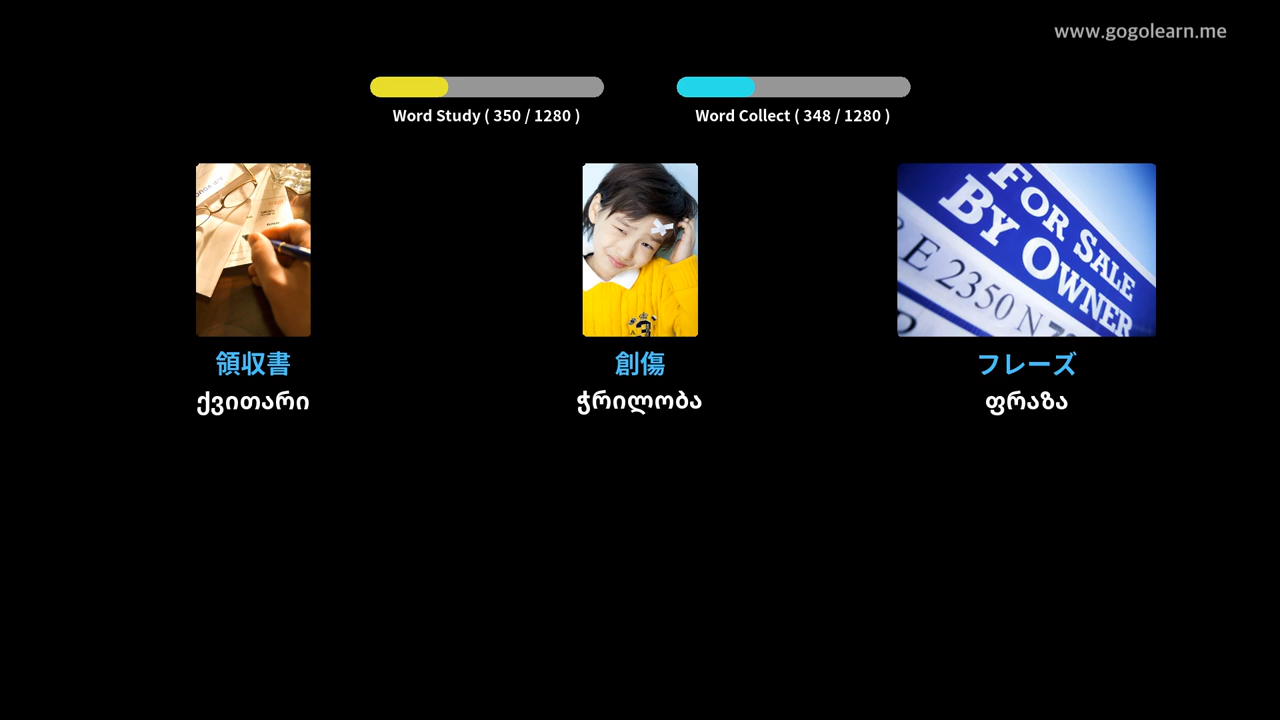 www.gogolearn.me
Word Study ( 350 / 1280 )
Word Collect ( 348 / 1280 )
FOR SALE
BY OWNER
E 2350 N
3
領収書
創傷
フレーズ
ქვითარი
ჭრილობა
ფრაზა